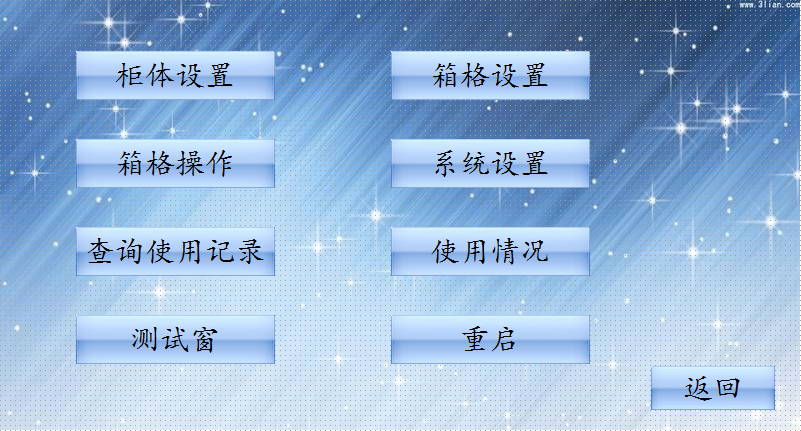 www.3lian.com
柜体设置
箱格设置
箱格操作
系统设置
查询使用记录
使用情况
测试窗
重启
返回